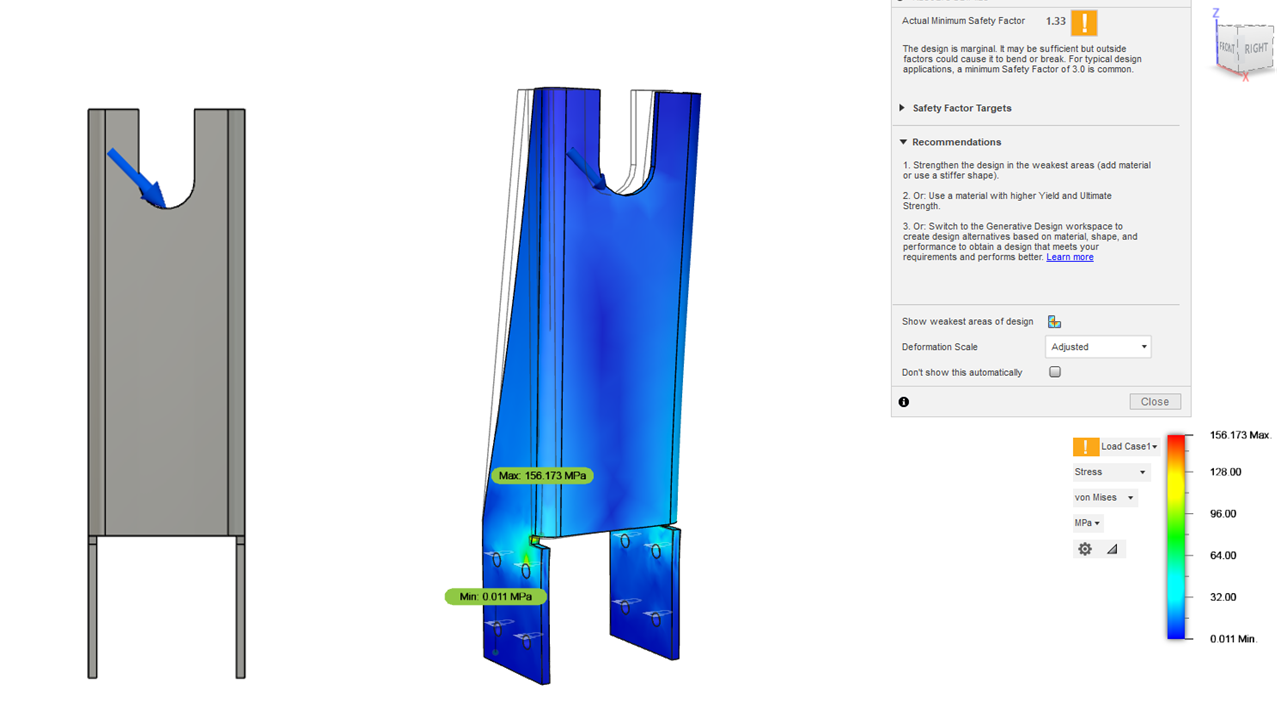 Actual Minimum Safety Factor 1.33
The design is marginal. It may be sufficient but outside
factors could cause it to bend or break. For typical design
applications, a minimum Safety Factor of 3.0 is common.
Safety Factor Targets
Recommendations
1. Strengthen the design in the weakest areas (add material
or use a stiffer shape).
2. Or: Use a material with higher Yield and Ultimate
Strength.
3. Or: Switch to the Generative Design workspace to
create design alternatives based on material, shape, and
performance to obtain a design that meets your
requirements and performs better. Learn more
Show weakest areas of design
Deformation Scale Adjusted
Don't show this automatically
Close
Z
FRONT RIGHT
X
Max: 156.173 MPa
Min: 0.011 MPa
Load Case1
Stress
von Mises
MPa
156.173 Max.
128.00
96.00
64.00
32.00
0.011 Min.